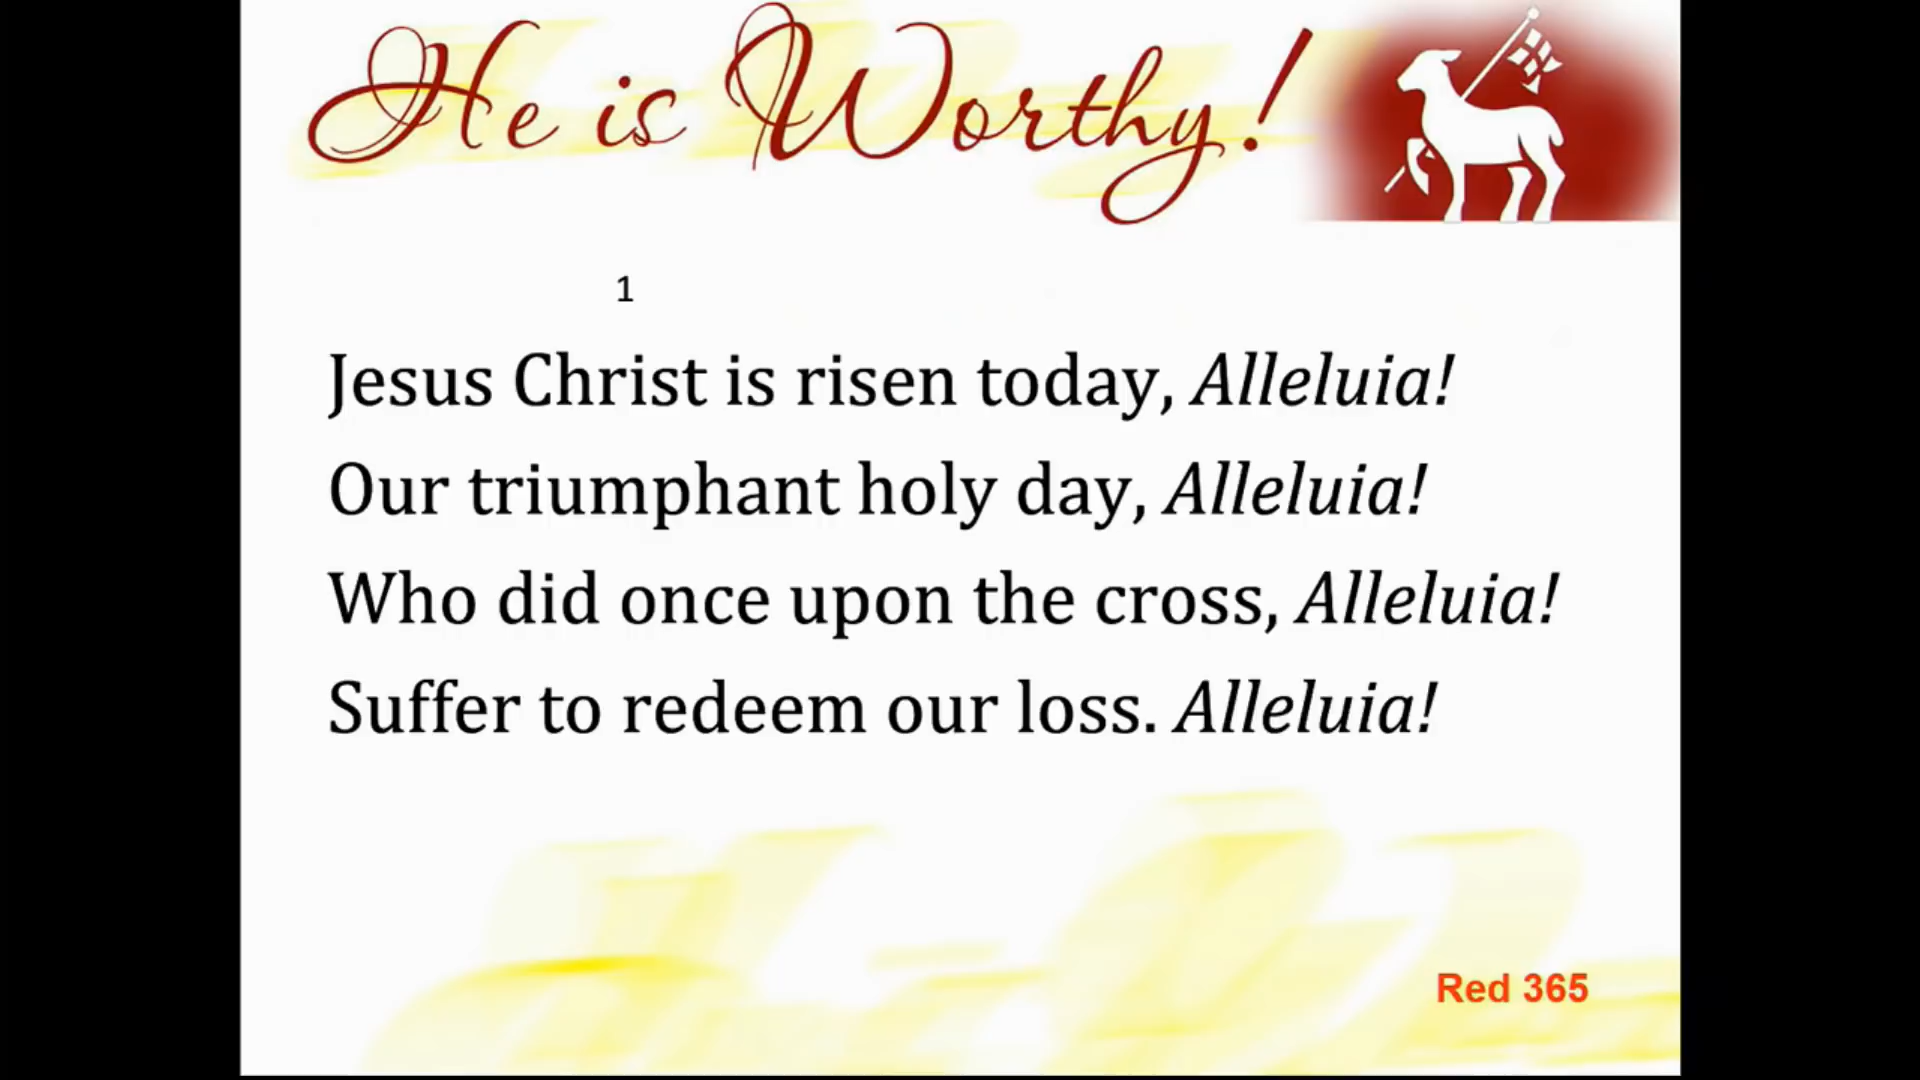 He is Worthy!
1
Jesus Christ is risen today, Alleluia!
Our triumphant holy day, Alleluia!
Who did once upon the cross, Alleluia!
Suffer to redeem our loss. Alleluia!
Red 365